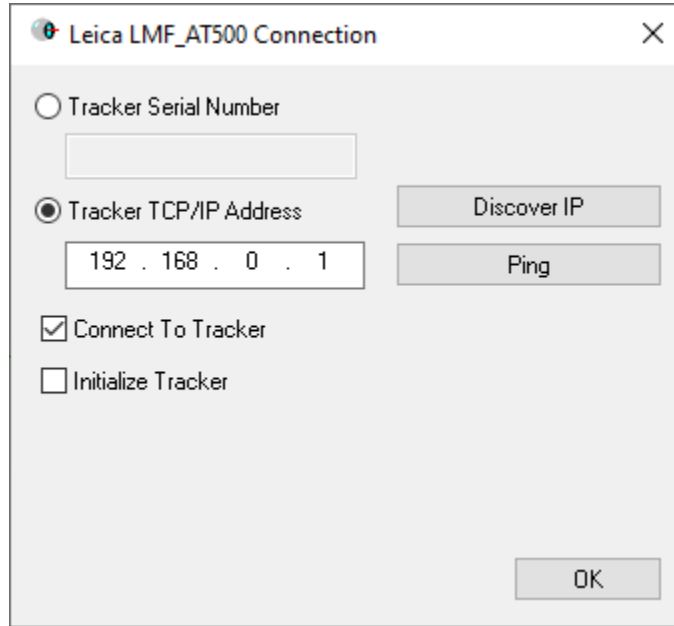 Leica LMF_AT500 Connection
Tracker Serial Number
Tracker TCP/IP Address
Discover IP
192 . 168 . 0 . 1
Ping
Connect To Tracker
Initialize Tracker
OK